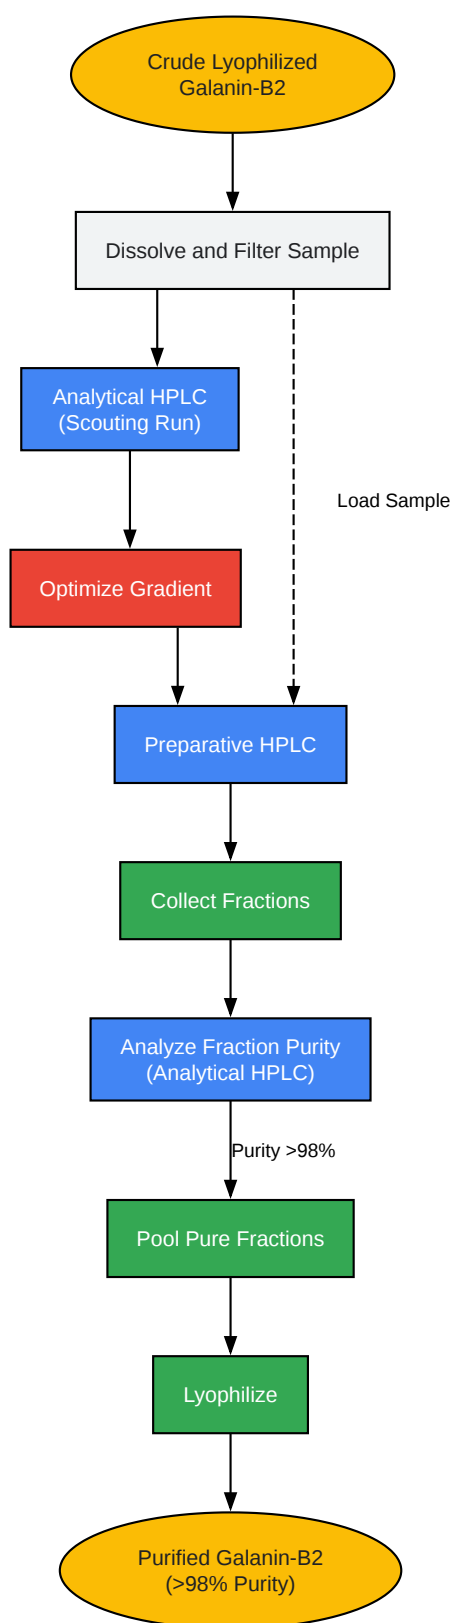 Crude Lyophilized
Galanin-B2
Dissolve and Filter Sample
Analytical HPLC
(Scouting Run)
Load Sample
Optimize Gradient
Preparative HPLC
Collect Fractions
Analyze Fraction Purity
(Analytical HPLC)
Purity >98%
Pool Pure Fractions
Lyophilize
Purified Galanin-B2
(>98% Purity)